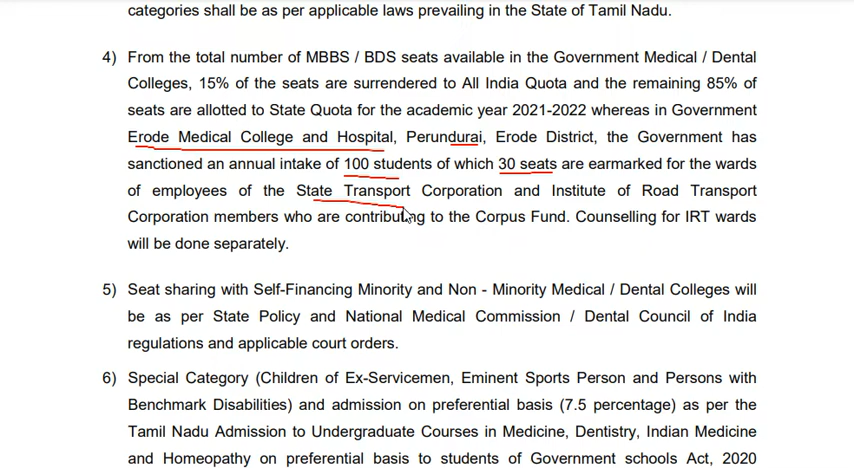 categories shall be as per applicable laws prevailing in the State of Tamil Nadu.
4) From the total number of MBBS / BDS seats available in the Government Medical / Dental
Colleges, 15% of the seats are surrendered to All India Quota and the remaining 85% of
seats are allotted to State Quota for the academic year 2021-2022 whereas in Government
Erode Medical College and Hospital, Perundurai, Erode District, the Government has
sanctioned an annual intake of 100 students of which 30 seats are earmarked for the wards
of employees of the State Transport Corporation and Institute of Road Transport
Corporation members who are contributing to the Corpus Fund. Counselling for IRT wards
will be done separately.
5) Seat sharing with Self-Financing Minority and Non - Minority Medical / Dental Colleges will
be as per State Policy and National Medical Commission / Dental Council of India
regulations and applicable court orders.
6) Special Category (Children of Ex-Servicemen, Eminent Sports Person and Persons with
Benchmark Disabilities) and admission on preferential basis (7.5 percentage) as per the
Tamil Nadu Admission to Undergraduate Courses in Medicine, Dentistry, Indian Medicine
and Homeopathy on preferential basis to students of Government schools Act, 2020